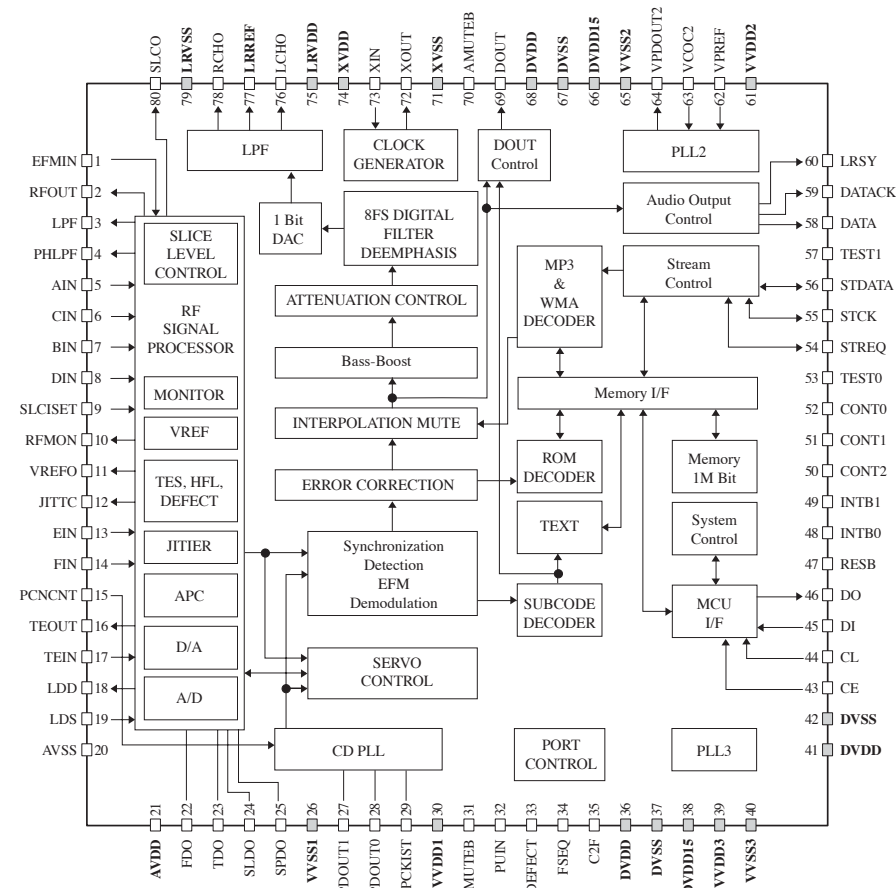 SLCO
LRVSS
RCHO
LRREF
LCHO
LRVDD
XVDD
XIN
XOUT
XVSS
AMUTEB
DOUT
DVDD
DVSS
DVDD15
VVSS2
VPDOUT2
VCOC2
VPREF
VVDD2
80
79
78
77
76
75
74
73
72
71
70
69
68
67
66
65
64
63
62
61
EFMIN 1
RFOUT 2
LPF 3
PHLPF 4
AIN 5
CIN 6
BIN 7
DIN 8
SLCISET 9
RFMON 10
VREFO 11
JITTC 12
EIN 13
FIN 14
PCNCNT 15
TEOUT 16
TEIN 17
LDD 18
LDS 19
AVSS 20
SLICE
LEVEL
CONTROL
RF
SIGNAL
PROCESSOR
MONITOR
VREF
TES, HFL,
DEFECT
JITIER
APC
D/A
A/D
LPF
CLOCK
GENERATOR
DOUT
Control
PLL2
1 Bit
DAC
8FS DIGITAL
FILTER
DEEMPHASIS
Audio Output
Control
MP3
&
WMA
DECODER
Stream
Control
ATTENUATION CONTROL
Bass-Boost
Memory I/F
INTERPOLATION MUTE
ROM
DECODER
Memory
1M Bit
ERROR CORRECTION
TEXT
System
Control
Synchronization
Detection
EFM
Demodulation
SUBCODE
DECODER
MCU
I/F
SERVO
CONTROL
CD PLL
PORT
CONTROL
PLL3
60 LRSY
59 DATACK
58 DATA
57 TEST1
56 STDATA
55 STCK
54 STREQ
53 TEST0
52 CONT0
51 CONT1
50 CONT2
49 INTB1
48 INTB0
47 RESB
46 DO
45 DI
44 CL
43 CE
42 DVSS
41 DVDD
21
22
23
24
25
26
27
28
29
30
31
32
33
34
35
36
37
38
39
40
AVDD
FDO
TDO
SLDO
SPDO
VVSS1
PDOUT1
PDOUT0
PCKIST
VVDD1
MUTEB
PUIN
DEFECT
FSEQ
C2F
DVDD
DVSS
DVDD15
VVDD3
VVSS3